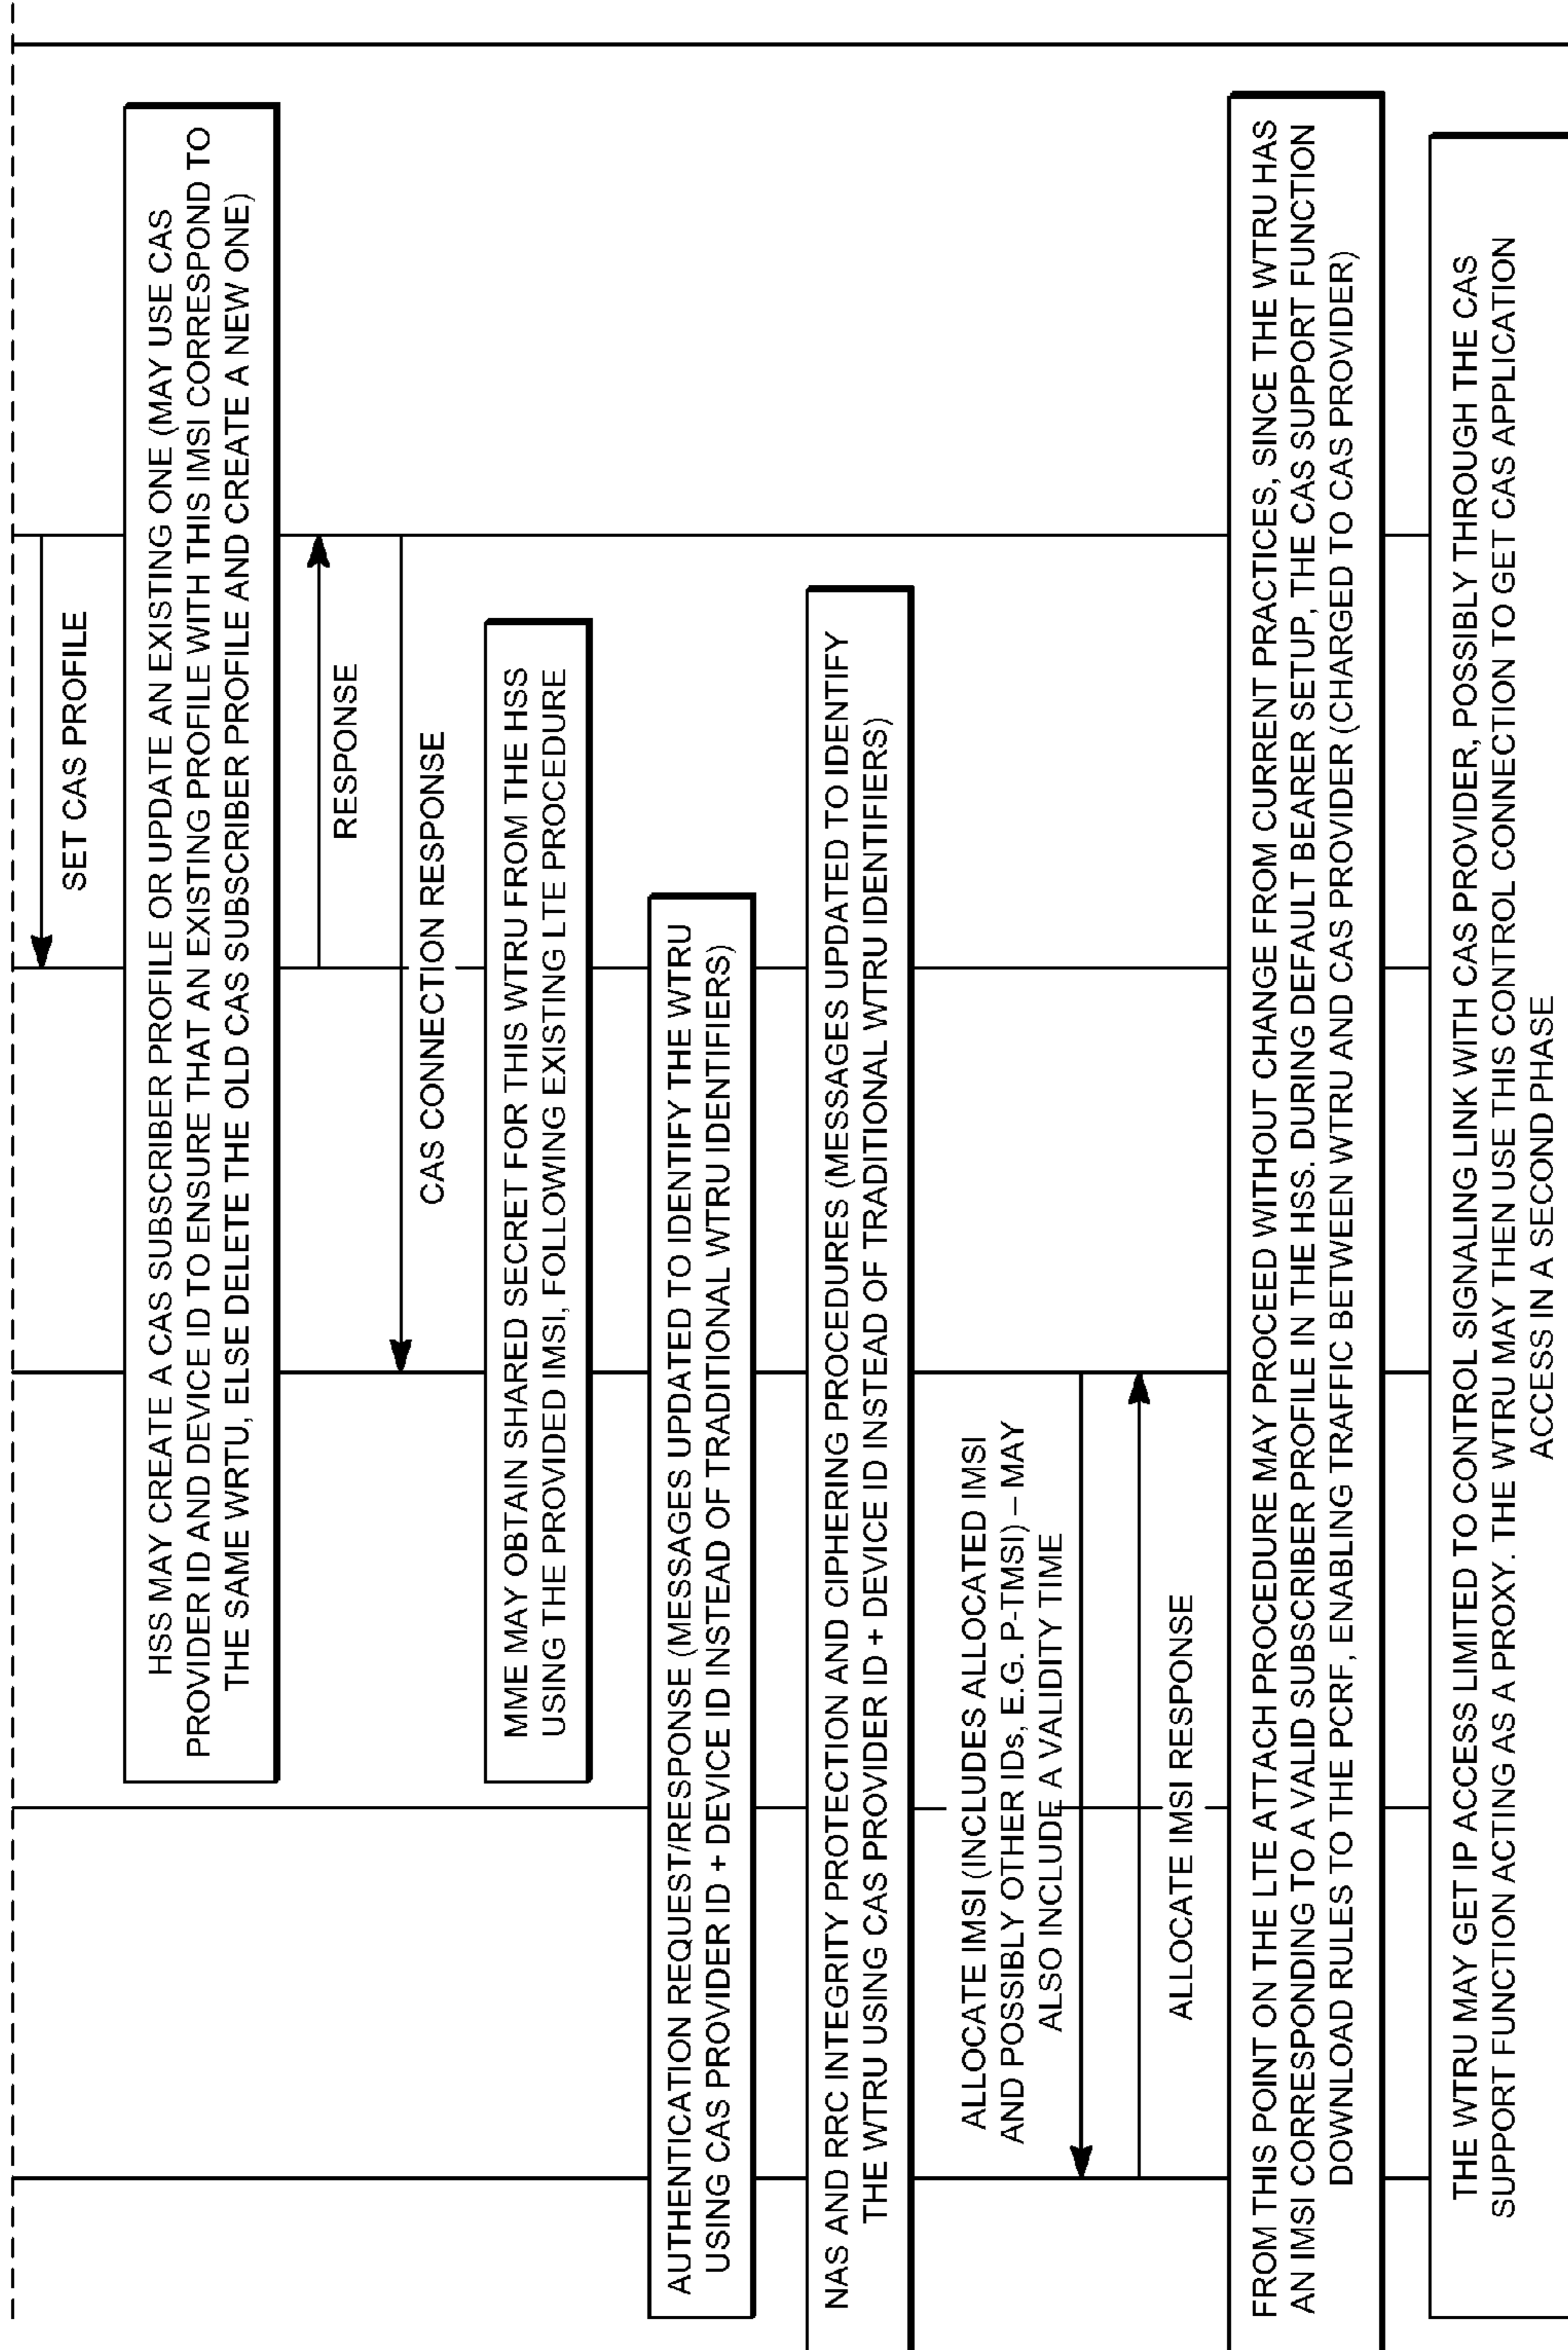 SET CAS PROFILE
HSS MAY CREATE A CAS SUBSCRIBER PROFILE OR UPDATE AN EXISTING ONE (MAY USE CAS
PROVIDER ID AND DEVICE ID TO ENSURE THAT AN EXISTING PROFILE WITH THIS IMSI CORRESPOND TO
THE SAME WRTU, ELSE DELETE THE OLD CAS SUBSCRIBER PROFILE AND CREATE A NEW ONE)
RESPONSE
CAS CONNECTION RESPONSE
MME MAY OBTAIN SHARED SECRET FOR THIS WTRU FROM THE HSS
USING THE PROVIDED IMSI, FOLLOWING EXISTING LTE PROCEDURE
AUTHENTICATION REQUEST/RESPONSE (MESSAGES UPDATED TO IDENTIFY THE WTRU
USING CAS PROVIDER ID + DEVICE ID INSTEAD OF TRADITIONAL WTRU IDENTIFIERS)
NAS AND RRC INTEGRITY PROTECTION AND CIPHERING PROCEDURES (MESSAGES UPDATED TO IDENTIFY
THE WTRU USING CAS PROVIDER ID + DEVICE ID INSTEAD OF TRADITIONAL WTRU IDENTIFIERS)
ALLOCATE IMSI (INCLUDES ALLOCATED IMSI
AND POSSIBLY OTHER IDs, E.G. P-TMSI) – MAY
ALSO INCLUDE A VALIDITY TIME
ALLOCATE IMSI RESPONSE
FROM THIS POINT ON THE LTE ATTACH PROCEDURE MAY PROCEED WITHOUT CHANGE FROM CURRENT PRACTICES, SINCE THE WTRU HAS
AN IMSI CORRESPONDING TO A VALID SUBSCRIBER PROFILE IN THE HSS. DURING DEFAULT BEARER SETUP, THE CAS SUPPORT FUNCTION
DOWNLOAD RULES TO THE PCRF, ENABLING TRAFFIC BETWEEN WTRU AND CAS PROVIDER (CHARGED TO CAS PROVIDER)
THE WTRU MAY GET IP ACCESS LIMITED TO CONTROL SIGNALING LINK WITH CAS PROVIDER, POSSIBLY THROUGH THE CAS
SUPPORT FUNCTION ACTING AS A PROXY. THE WTRU MAY THEN USE THIS CONTROL CONNECTION TO GET CAS APPLICATION
ACCESS IN A SECOND PHASE